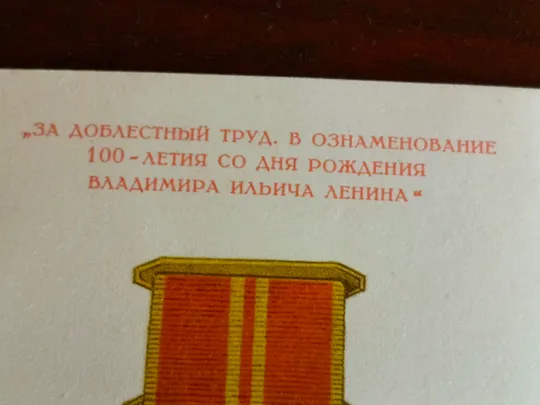 „ЗА ДОБЛЕСТНЫЙ ТРУД. В ОЗНАМЕНОВАНИЕ
100-ЛЕТИЯ СО ДНЯ РОЖДЕНИЯ
ВЛАДИМИРА ИЛЬИЧА ЛЕНИНА“